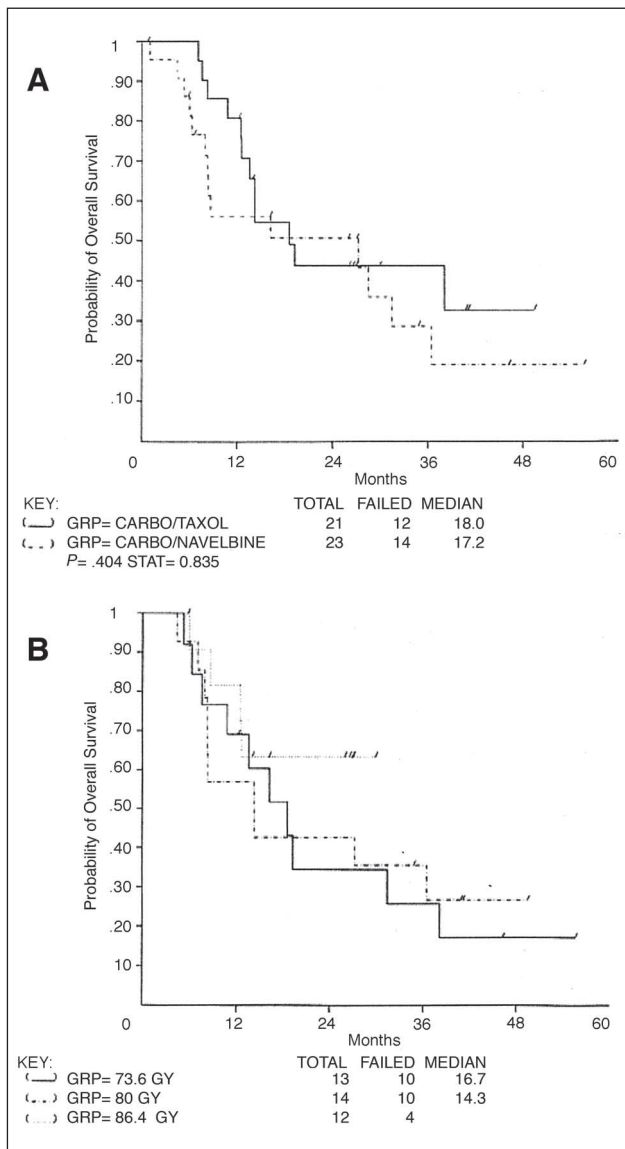 A
Probability of Overall Survival
1
.90
.80
.70
.60
.50
.40
.30
.20
.10
0 12 24 36 48 60
Months
KEY: TOTAL FAILED MEDIAN
GRP= CARBO/TAXOL 21 12 18.0
GRP= CARBO/NAVELBINE 23 14 17.2
P= .404 STAT= 0.835
B
Probability of Overall Survival
1
.90
.80
.70
.60
.50
.40
.30
.20
10
0 12 24 36 48 60
Months
KEY: TOTAL FAILED MEDIAN
GRP= 73.6 GY 13 10 16.7
GRP= 80 GY 14 10 14.3
GRP= 86.4 GY 12 4